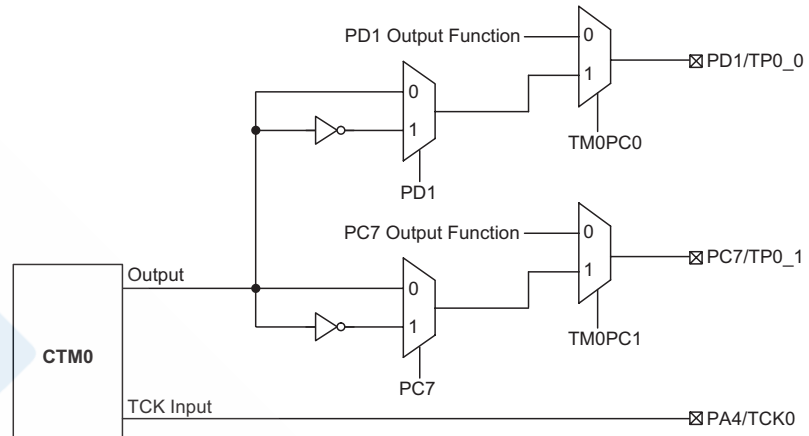 PD1 Output Function
0
1
PD1/TP0_0
TM0PC0
0
1
PD1
PC7 Output Function
0
1
PC7/TP0_1
TM0PC1
Output
0
1
PC7
CTM0
TCK Input
PA4/TCK0